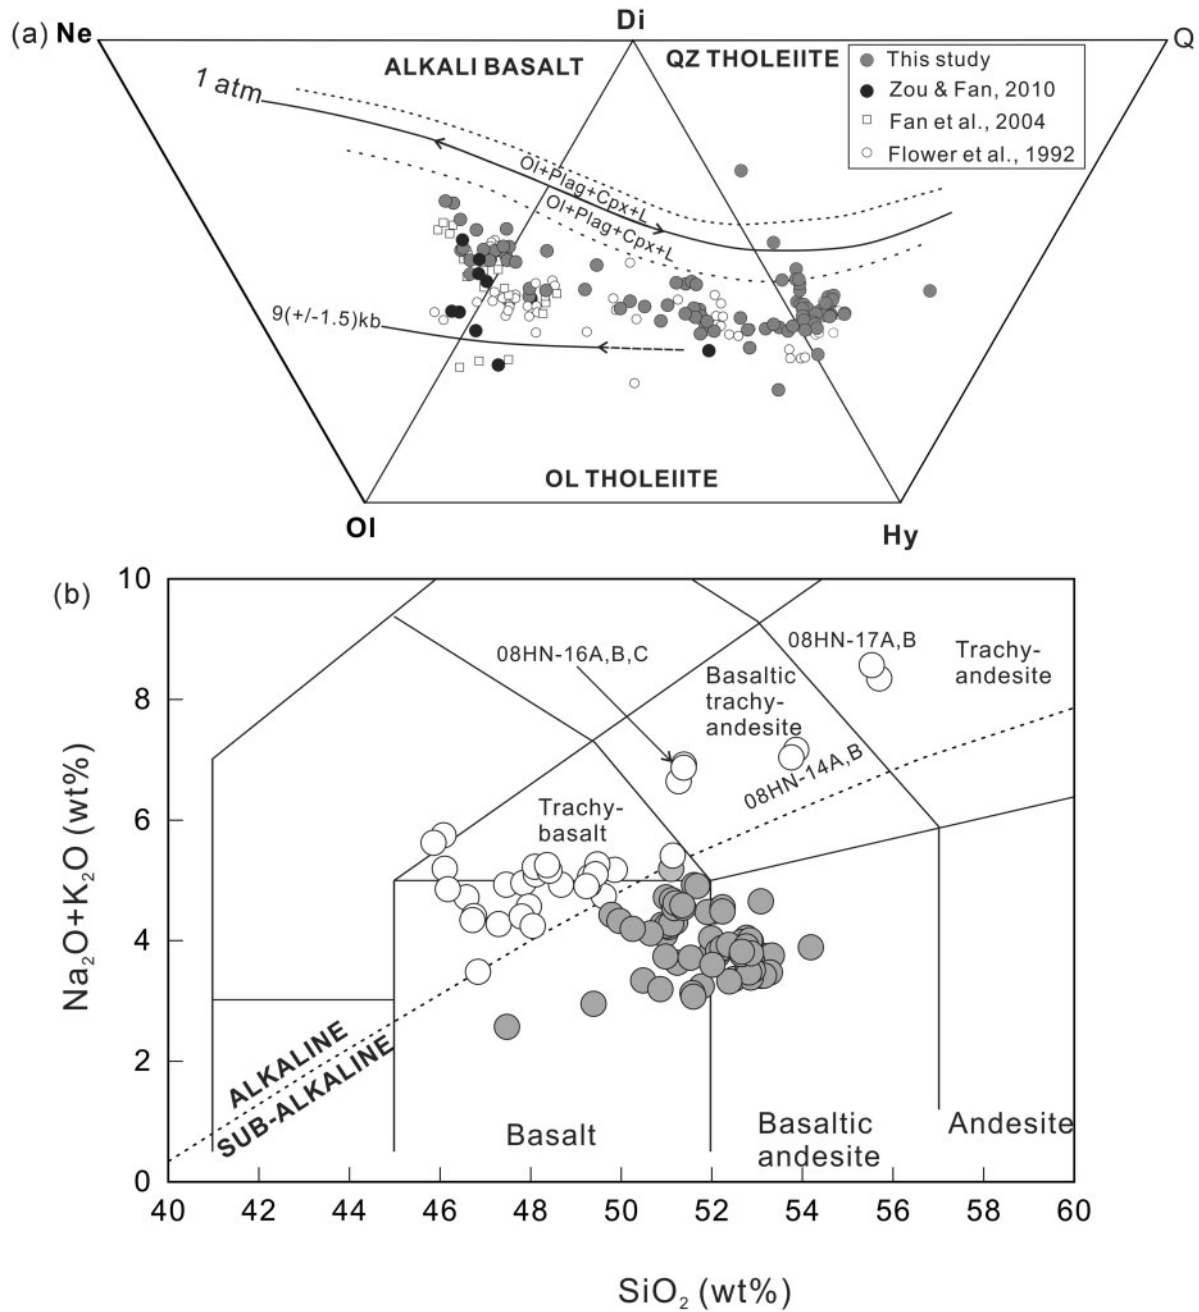 (a) Ne
Di
Q
ALKALI BASALT
QZ THOLEIITE
This study
Zou & Fan, 2010
Fan et al., 2004
Flower et al., 1992
1 atm
Ol+Plag+Cpx+L
Ol+Plag+Cpx+L
9(+/-1.5)kb
OL THOLEIITE
Ol
Hy
(b)
10
8
6
4
2
0
Na₂O+K₂O (wt%)
08HN-16A,B,C
08HN-17A,B
Trachy-
andesite
Basaltic
trachy-
andesite
08HN-14A,B
Trachy-
basalt
ALKALINE
SUB-ALKALINE
Basalt
Basaltic
andesite
Andesite
40 42 44 46 48 50 52 54 56 58 60
SiO₂ (wt%)